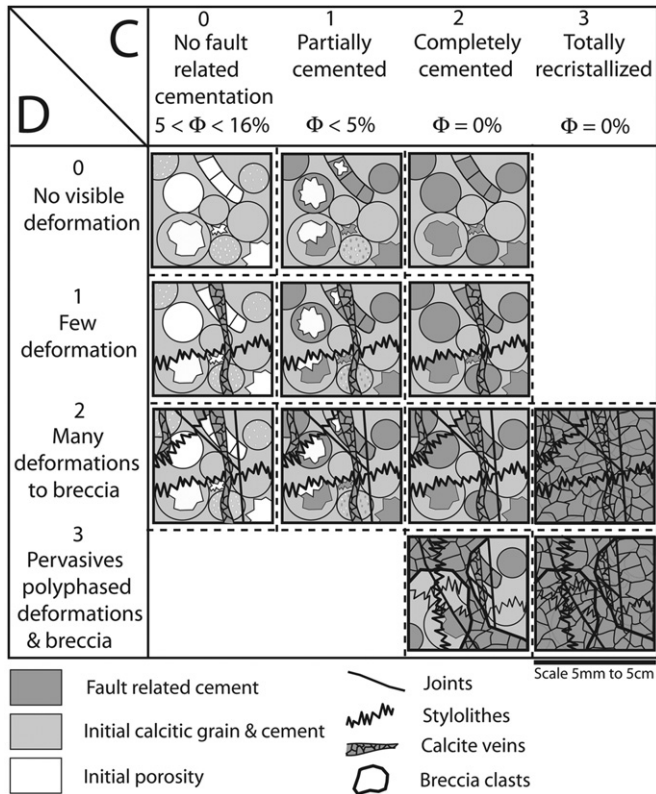 C
D
0
No fault
related
cementation
5 < Φ < 16%
1
Partially
cemented
Φ < 5%
2
Completely
cemented
Φ = 0%
3
Totally
recristallized
Φ = 0%
0
No visible
deformation
1
Few
deformation
2
Many
deformations
to breccia
3
Pervasives
polyphased
deformations
& breccia
Scale 5mm to 5cm
Fault related cement
Initial calcitic grain & cement
Initial porosity
Joints
Stylolithes
Calcite veins
Breccia clasts